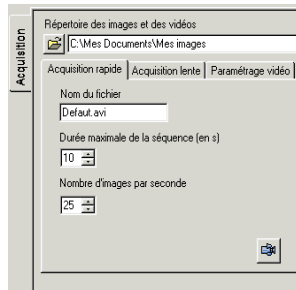 Acquisition
Répertoire des images et des vidéos
C:\Mes Documents\Mes images
Acquisition rapide
Acquisition lente
Paramétrage vidéo
Nom du fichier
Defaut.avi
Durée maximale de la séquence (en s)
10
Nombre d'images par seconde
25